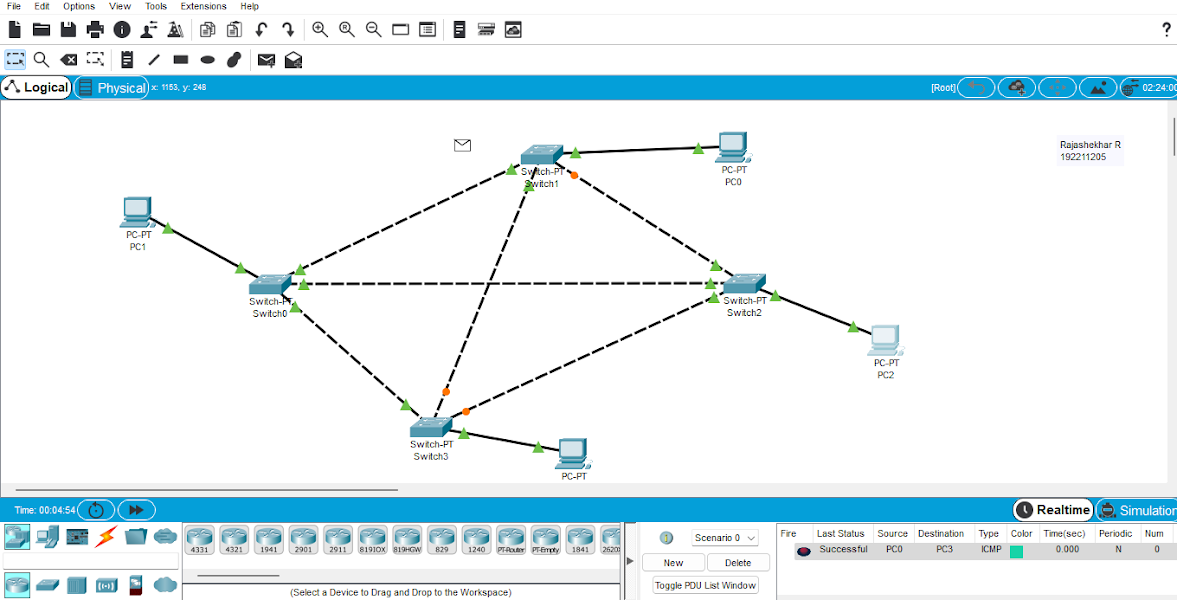 File Edit Options View Tools Extensions Help
?
Logical Physical x: 1153, y: 248 [Root] 02:24:00
Rajashekhar R
192211205
Switch-PT
Switch1
PC-PT
PC0
PC-PT
PC1
Switch-PT
Switch0
Switch-PT
Switch2
PC-PT
PC2
Switch-PT
Switch3
PC-PT
Time: 00:04:54 Realtime Simulation
4331 4321 1941 2901 2911 819IOX 819HGW 829 1240 PT-Router PT-Empty 1841 2620X
(Select a Device to Drag and Drop to the Workspace)
Scenario 0
New Delete
Toggle PDU List Window
Fire Last Status Source Destination Type Color Time(sec) Periodic Num
Successful PC0 PC3 ICMP 0.000 N 0